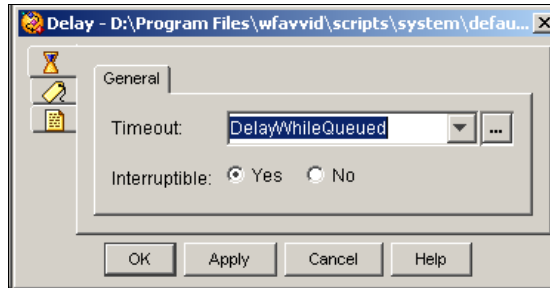 Delay - D:\Program Files\wfavvid\scripts\system\defau...
General
Timeout: DelayWhileQueued ...
Interruptible: Yes No
OK Apply Cancel Help